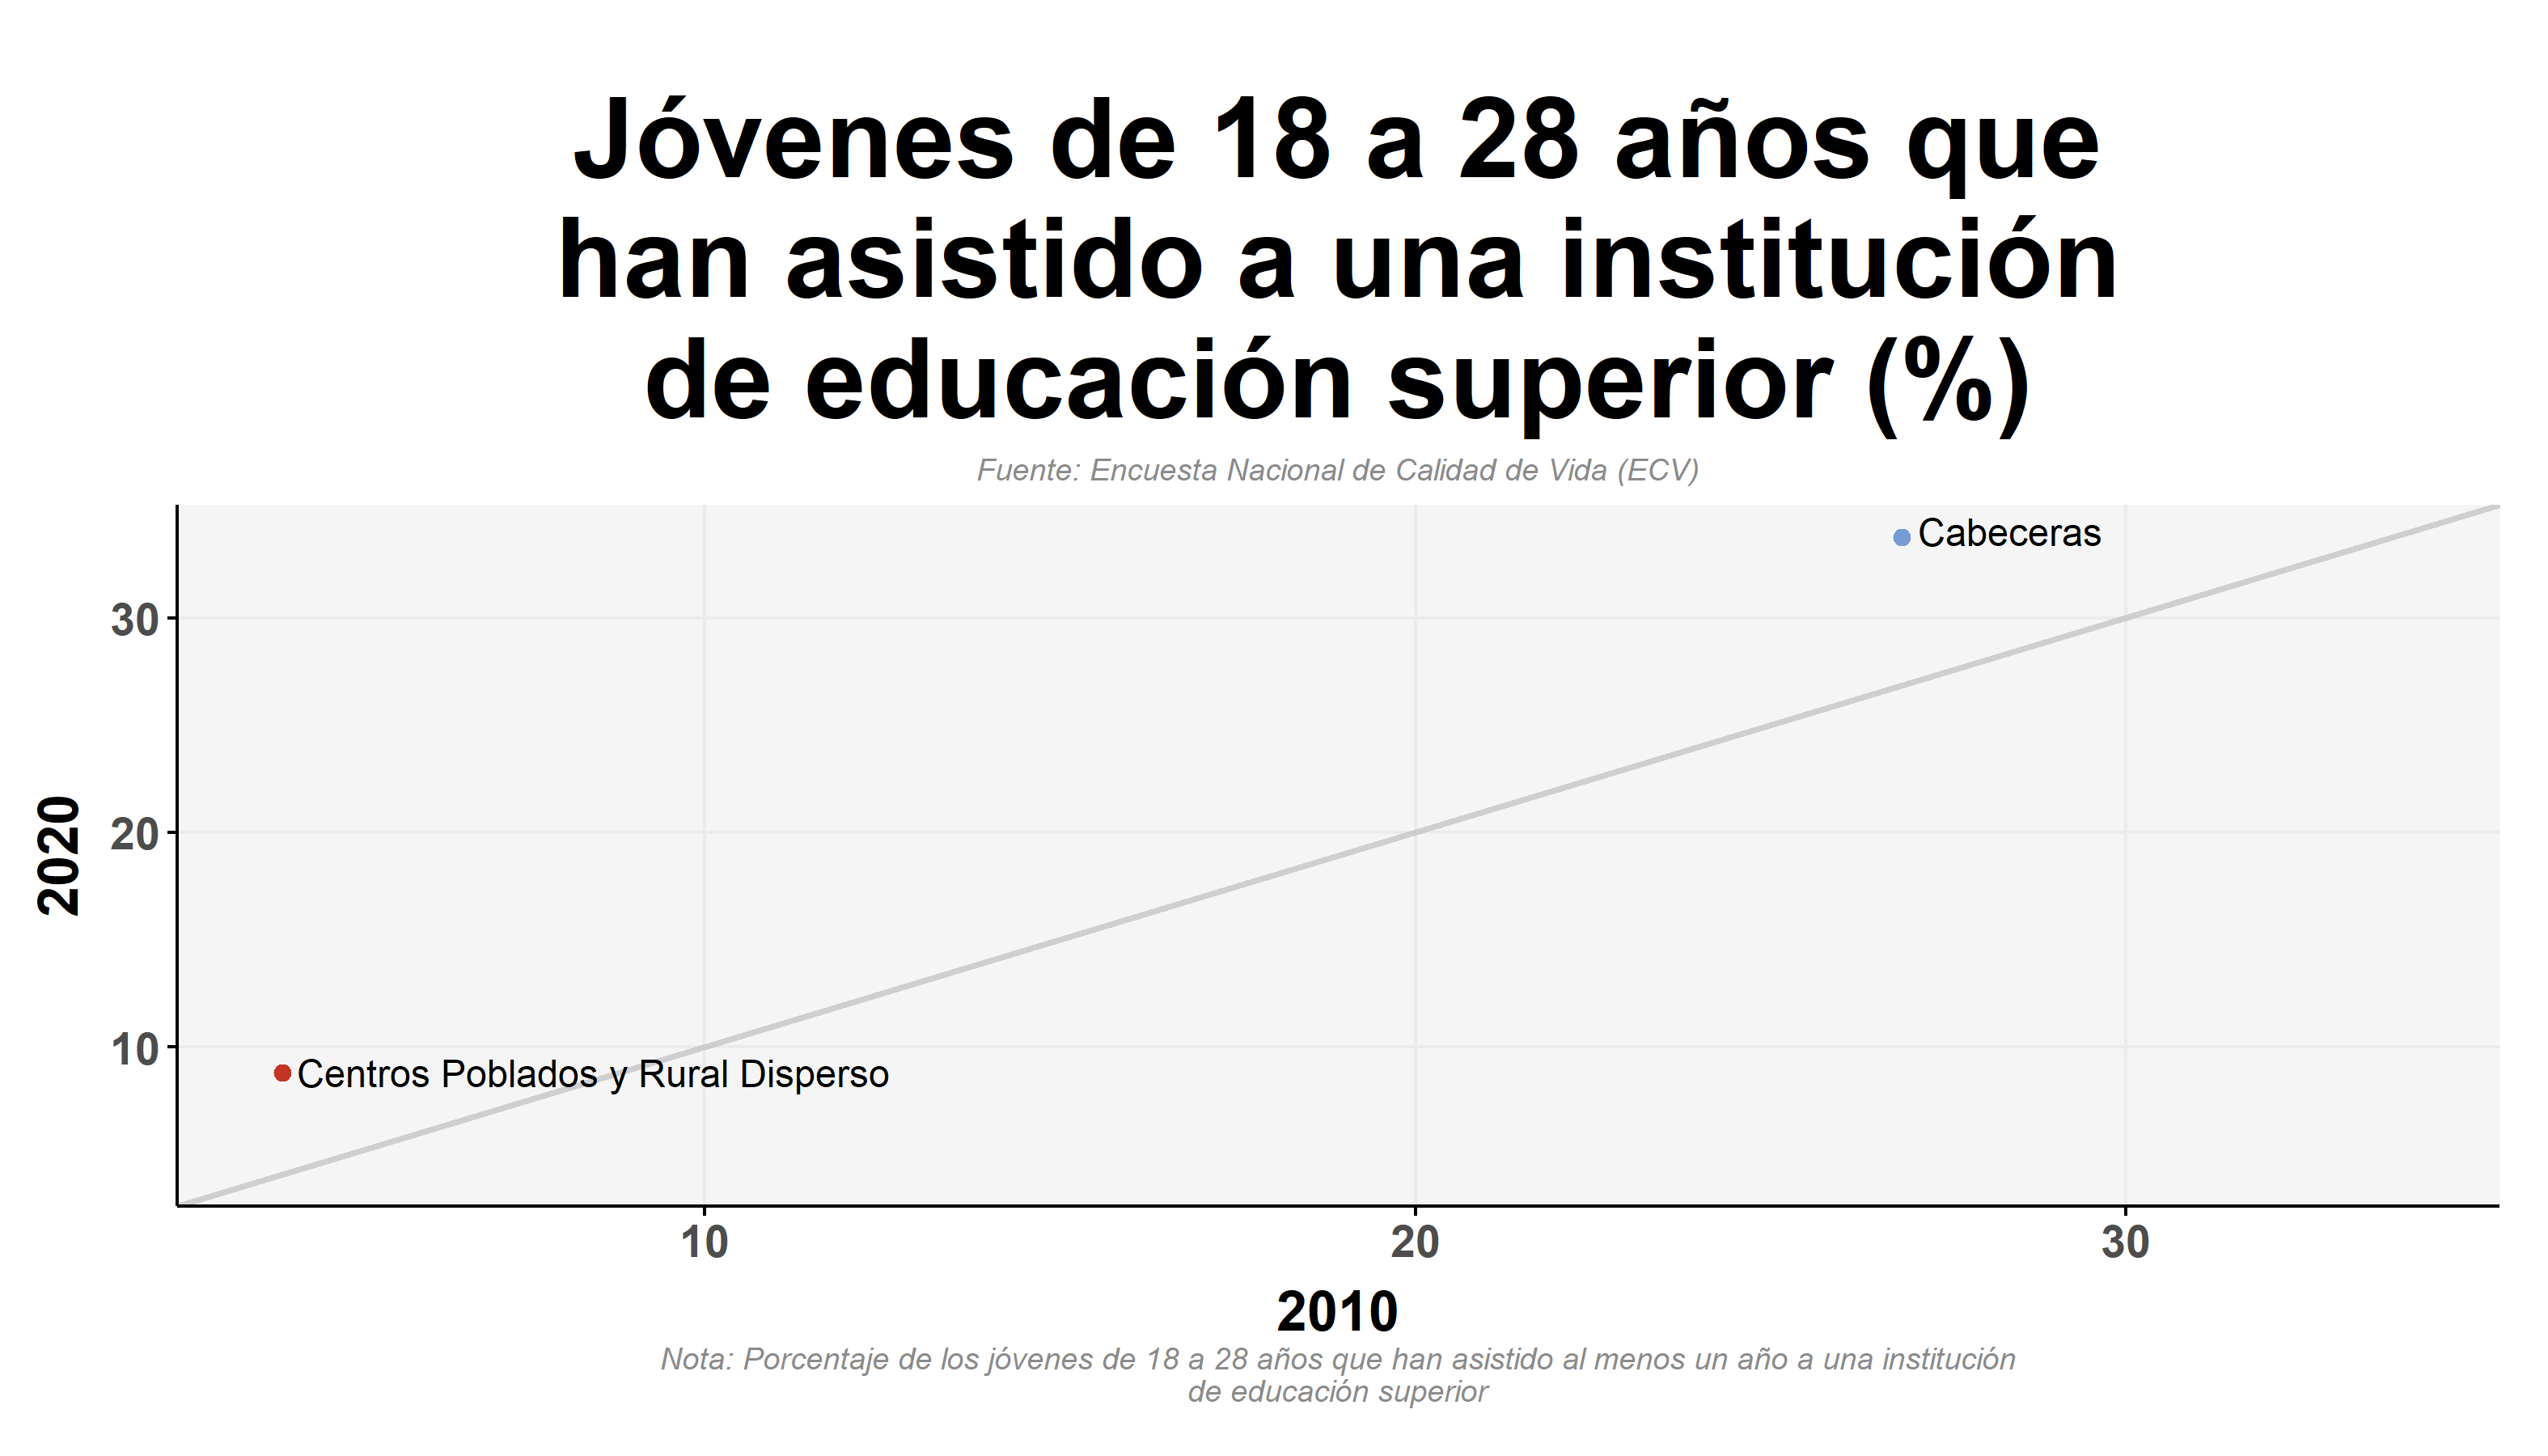 Jóvenes de 18 a 28 años que
han asistido a una institución
de educación superior (%)
Fuente: Encuesta Nacional de Calidad de Vida (ECV)
Cabeceras
30
20
10
2020
Centros Poblados y Rural Disperso
10
20
30
2010
Nota: Porcentaje de los jóvenes de 18 a 28 años que han asistido al menos un año a una institución
de educación superior